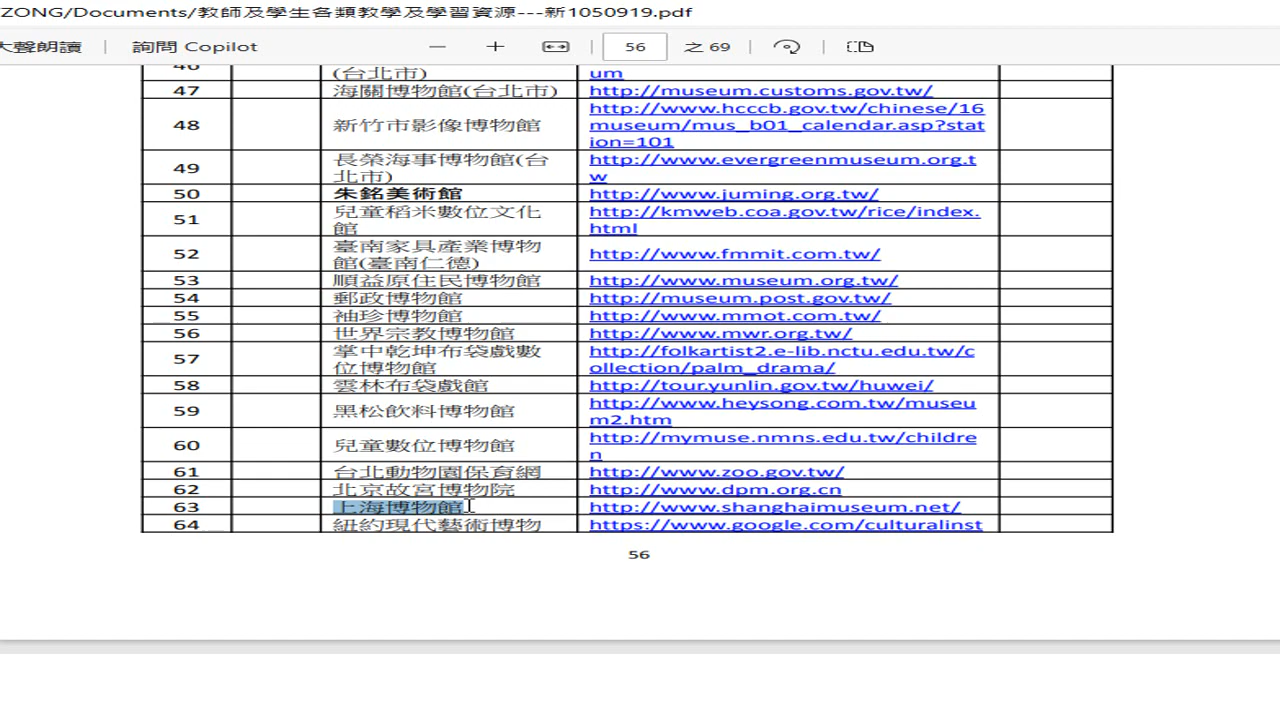 ZONG/Documents/教師及學生各類教學及學習資源---新1050919.pdf
大聲朗讀 詢問 Copilot 56 之 69
46 (台北市) um
47 海關博物館(台北市) http://museum.customs.gov.tw/
48 新竹市影像博物館 http://www.hcccb.gov.tw/chinese/16
museum/mus_b01_calendar.asp?stat
ion=101
49 長榮海事博物館(台 http://www.evergreenmuseum.org.t
北市) w
50 朱銘美術館 http://www.juming.org.tw/
51 兒童稻米數位文化 http://kmweb.coa.gov.tw/rice/index.
館 html
52 臺南家具產業博物
館(臺南仁德) http://www.fmmit.com.tw/
53 順益原住民博物館 http://www.museum.org.tw/
54 郵政博物館 http://museum.post.gov.tw/
55 袖珍博物館 http://www.mmot.com.tw/
56 世界宗教博物館 http://www.mwr.org.tw/
57 掌中乾坤布袋戲數 http://folkartist2.e-lib.nctu.edu.tw/c
位博物館 ollection/palm_drama/
58 雲林布袋戲館 http://tour.yunlin.gov.tw/huwei/
59 黑松飲料博物館 http://www.heysong.com.tw/museu
m2.htm
60 兒童數位博物館 http://mymuse.nmns.edu.tw/childre
n
61 台北動物園保育網 http://www.zoo.gov.tw/
62 北京故宮博物院 http://www.dpm.org.cn
63 上海博物館 http://www.shanghaimuseum.net/
64 紐約現代藝術博物 https://www.google.com/culturalinst
56